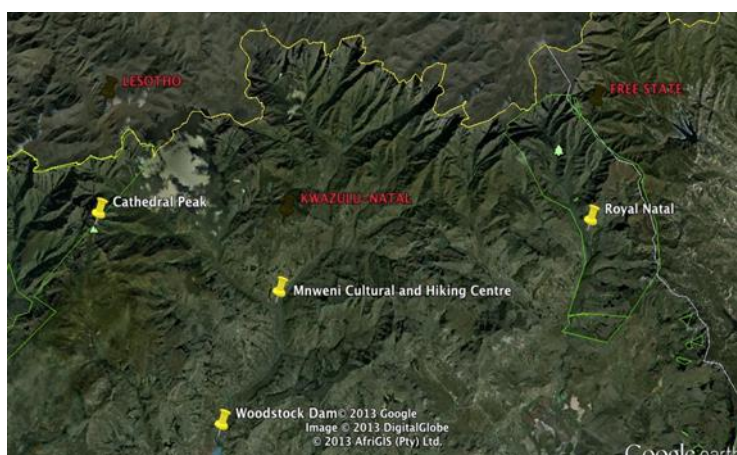 LESOTHO
FREE STATE
Cathedral Peak
KWAZULU-NATAL
Royal Natal
Mnweni Cultural and Hiking Centre
Woodstock Dam © 2013 Google
Image © 2013 DigitalGlobe
© 2013 AfriGIS (Pty) Ltd.
Google earth